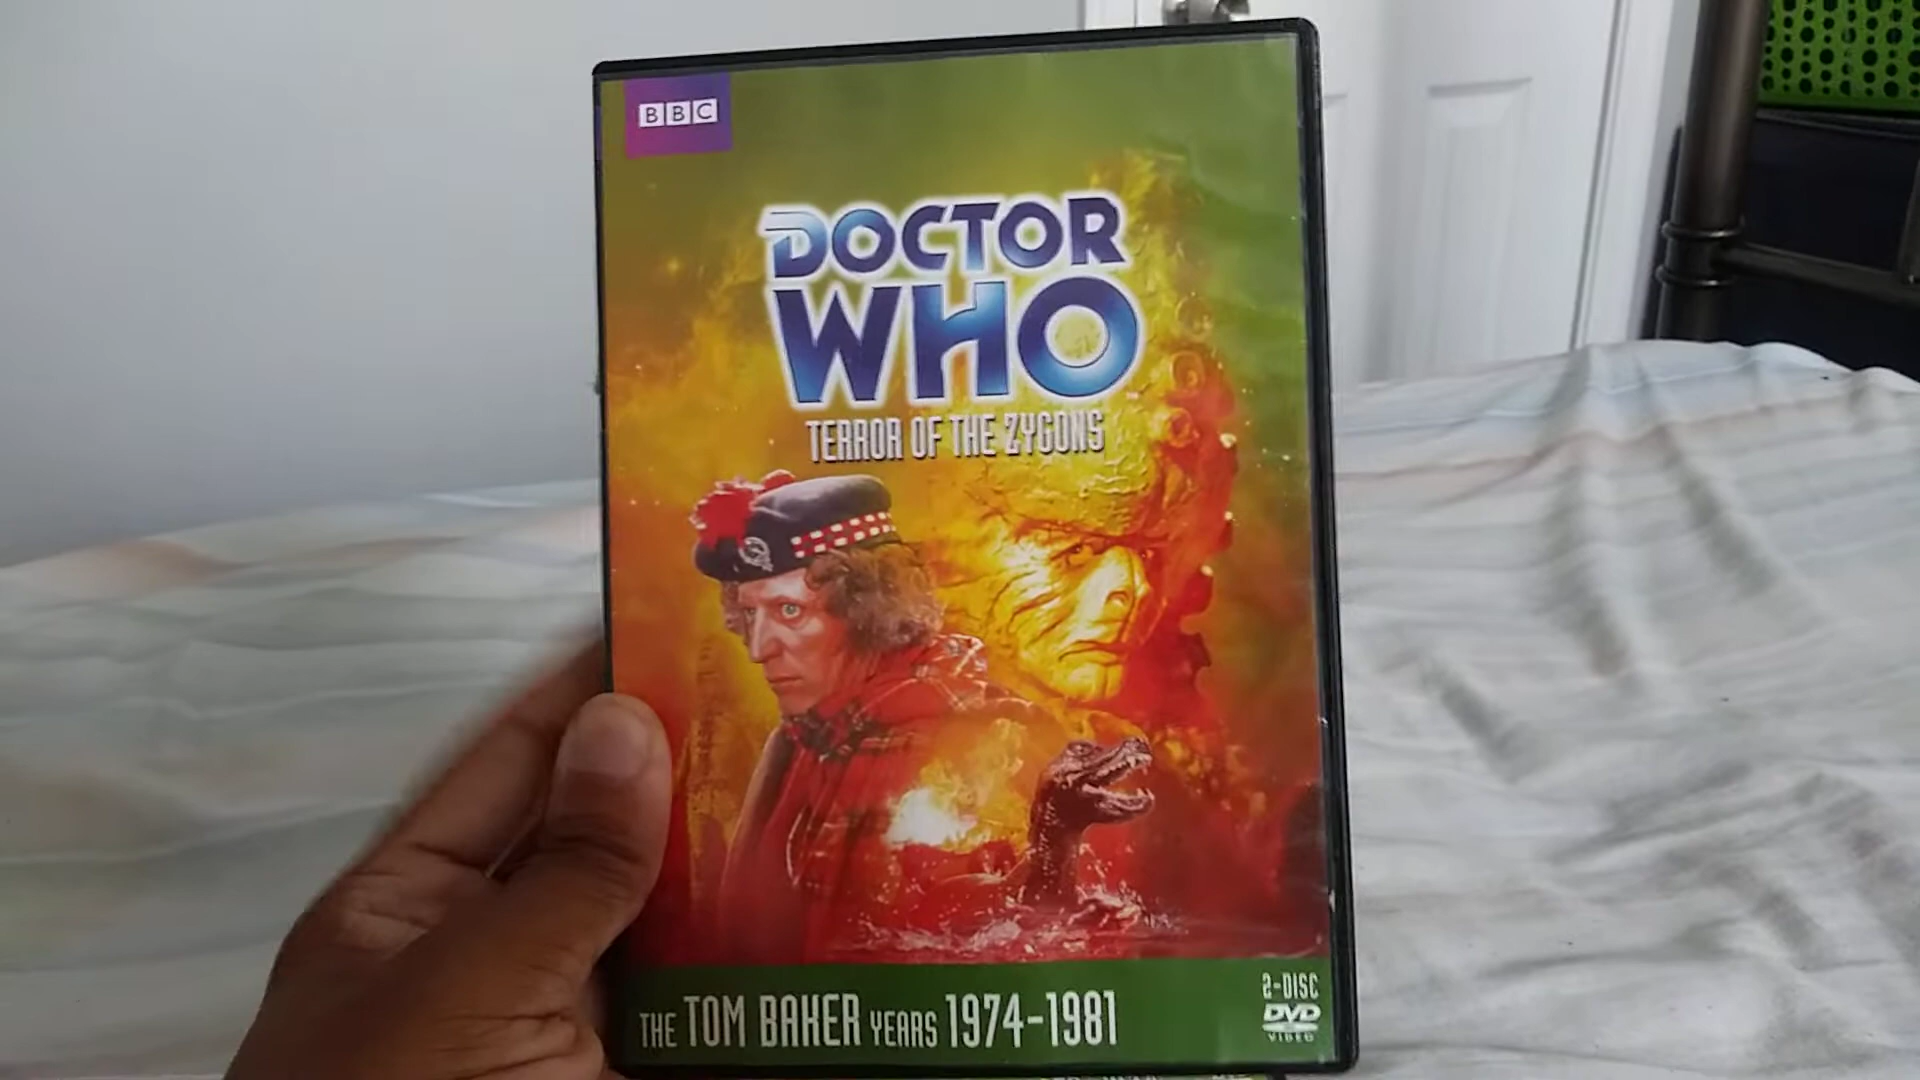 BBC
DOCTOR
WHO
TERROR OF THE ZYGONS
THE TOM BAKER YEARS 1974-1981
2-DISC
DVD
VIDEO